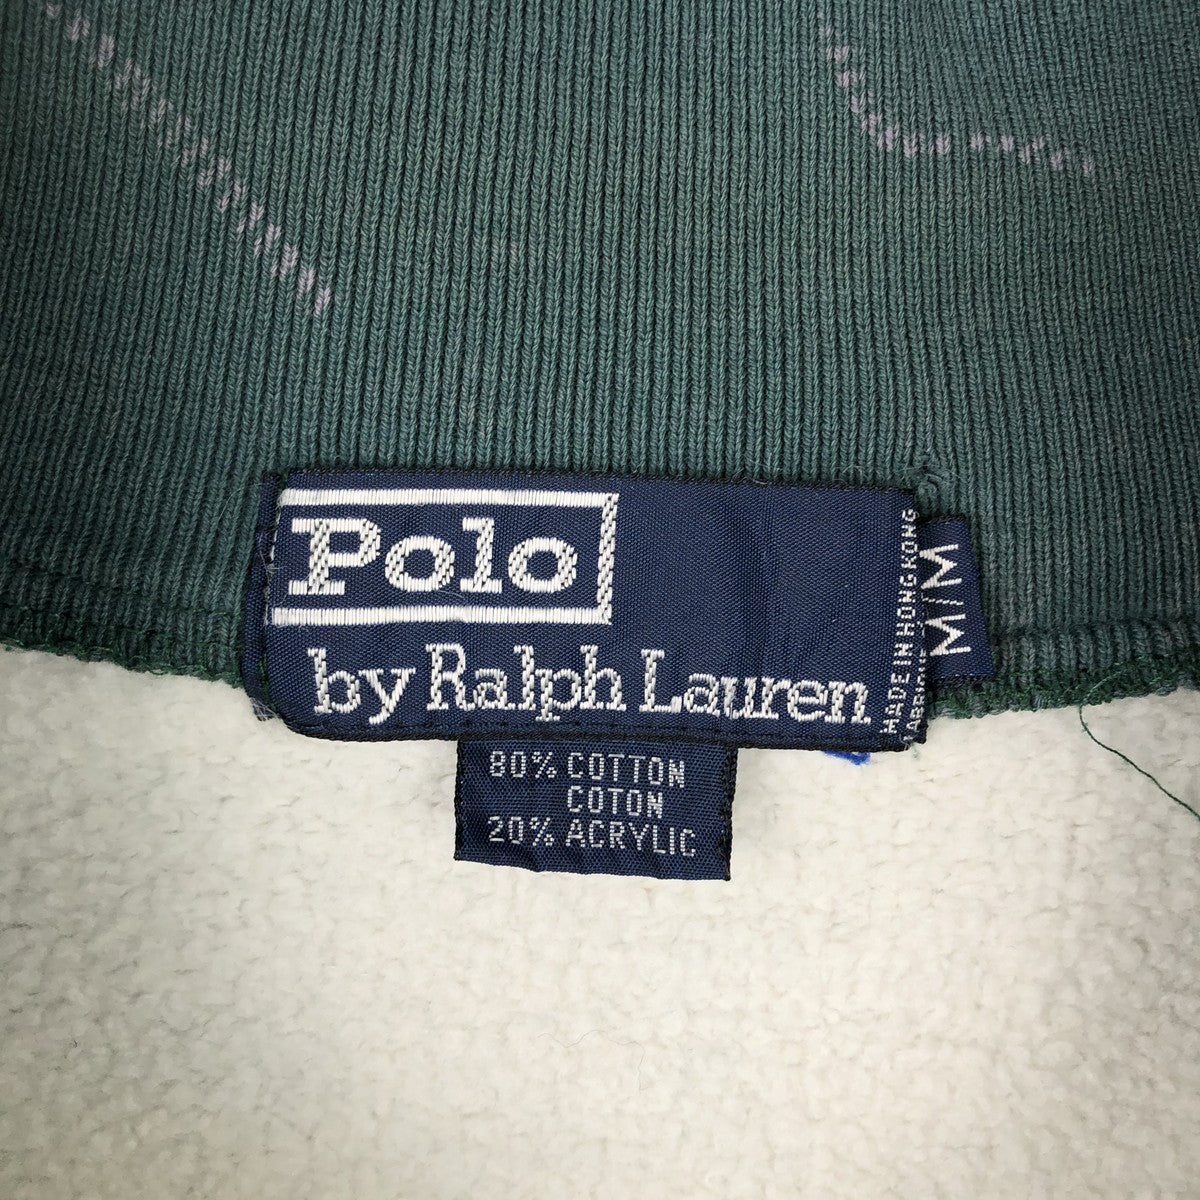 Polo
by Ralph Lauren
MADE IN HONG KONG
M/M
80% COTTON
COTON
20% ACRYLIC